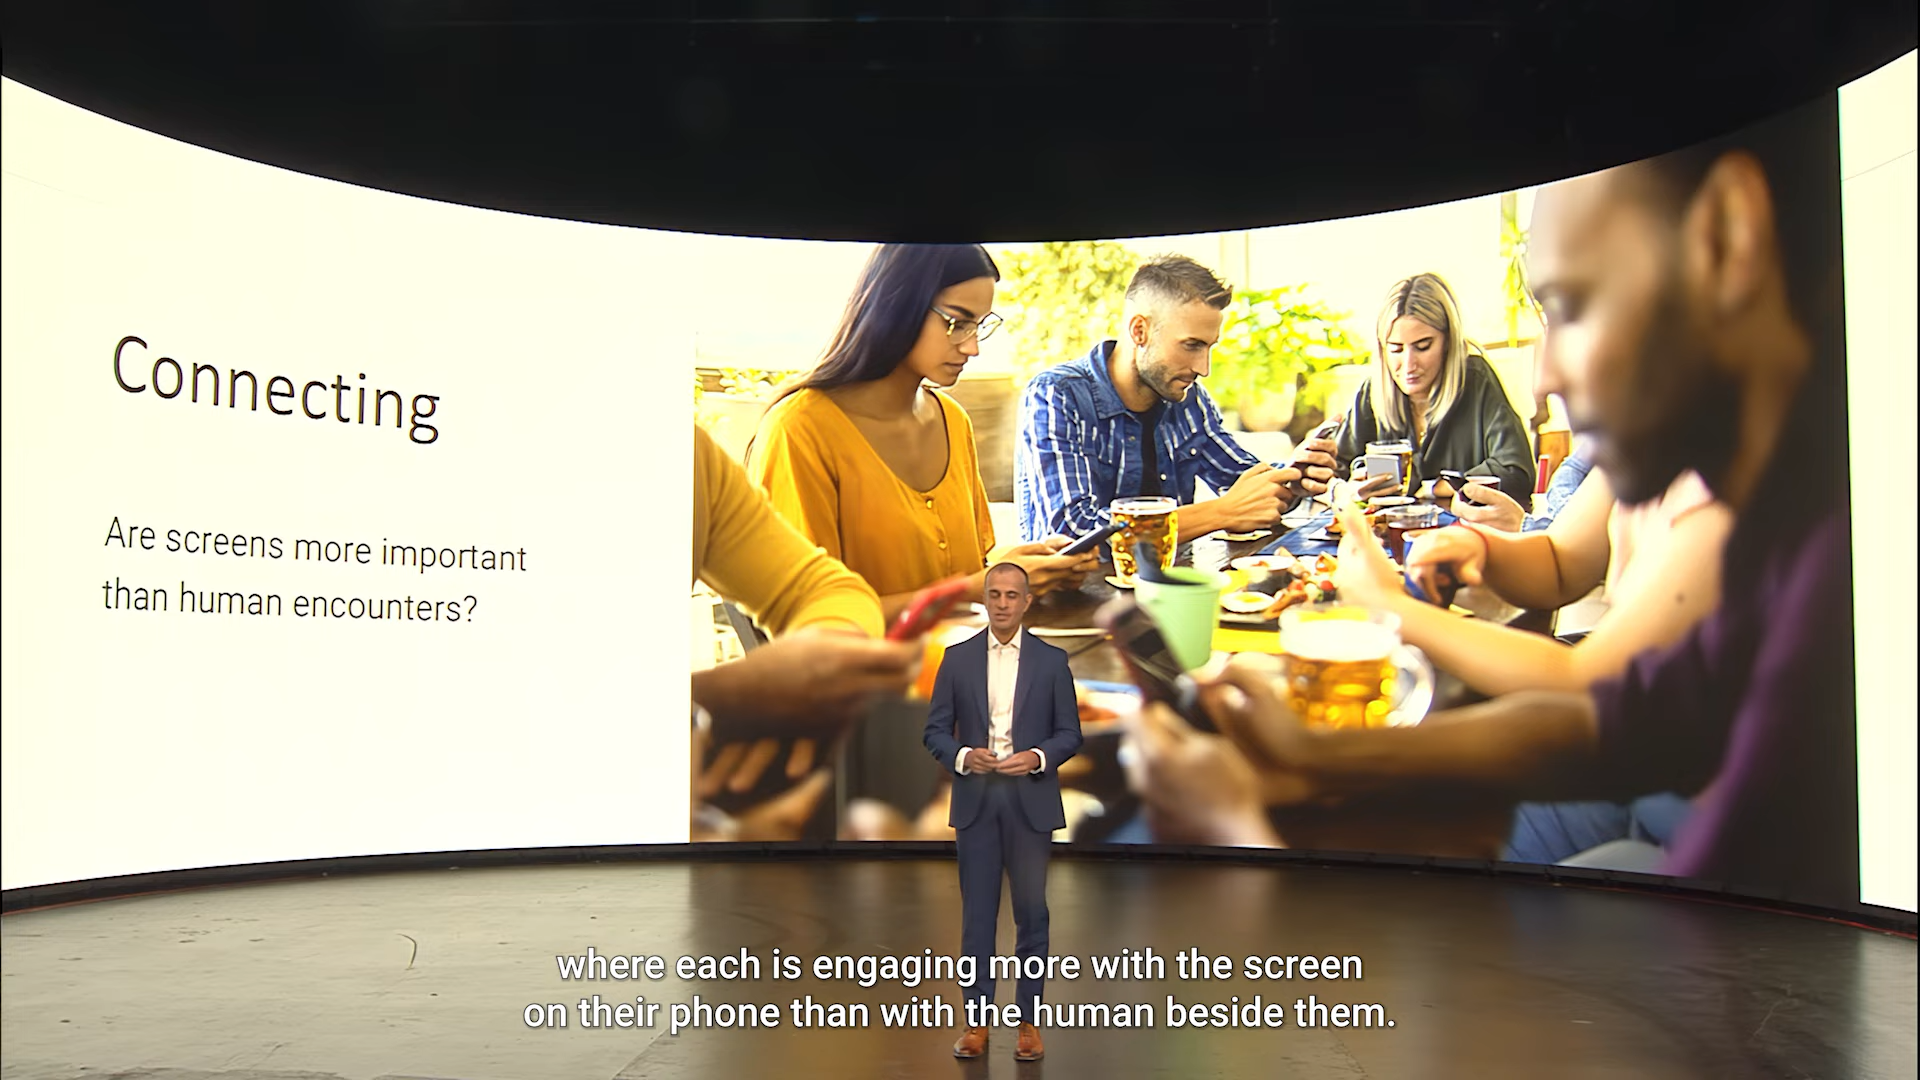 Connecting
Are screens more important
than human encounters?
where each is engaging more with the screen
on their phone than with the human beside them.